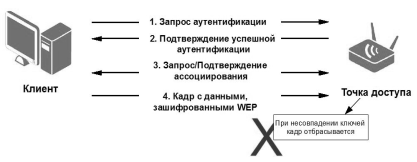 1. Запрос аутентификации
2. Подтверждение успешной
аутентификации
3. Запрос/Подтверждение
ассоциирования
Клиент
Точка доступа
4. Кадр с данными,
зашифрованными WEP
При несовпадении ключей
кадр отбрасывается